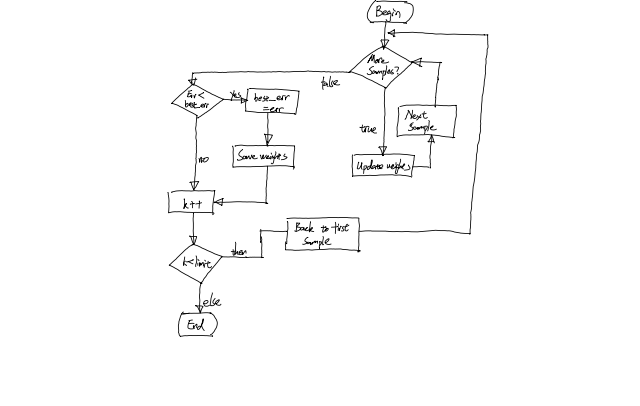 Begin
More
Samples?
false
true
Next
Sample
Update weights
Err <
best_err
yes
best_err
= err
Save weights
no
k++
Back to first
Sample
k<limit
then
else
End